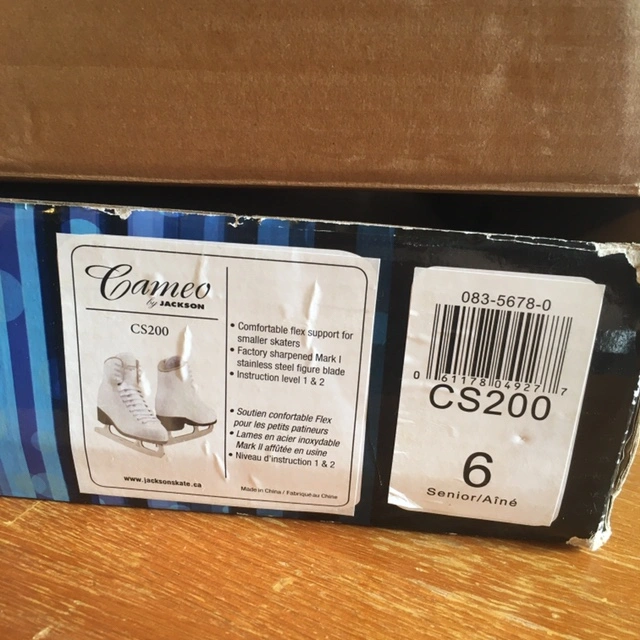 Cameo
by JACKSON
CS200
• Comfortable flex support for
smaller skaters
• Factory sharpened Mark I
stainless steel figure blade
• Instruction level 1 & 2
• Soutien confortable Flex
pour les petits patineurs
• Lames en acier inoxydable
Mark II affûtée en usine
• Niveau d'instruction 1 & 2
www.jacksonskate.ca
Made in China / Fabriqué au Chine
083-5678-0
0 61178 04927 7
CS200
6
Senior/Aîné